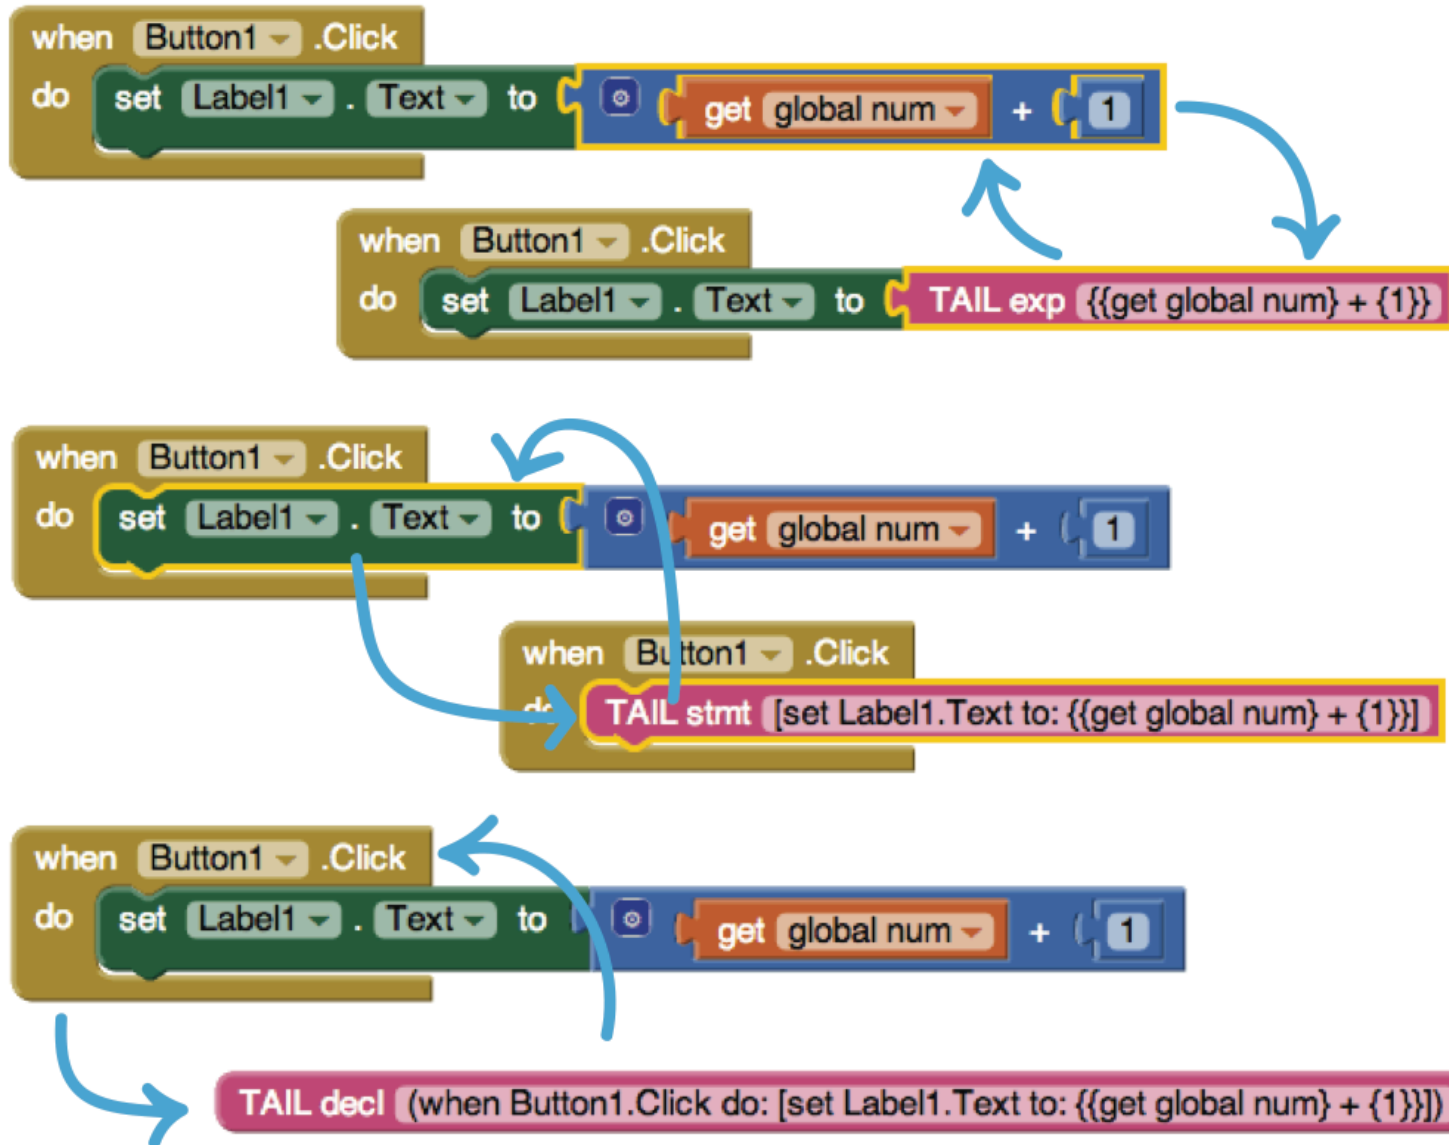 when Button1 .Click
do set Label1 . Text to get global num + 1
when Button1 .Click
do set Label1 . Text to TAIL exp {{get global num} + {1}}
when Button1 .Click
do set Label1 . Text to get global num + 1
when Button1 .Click
do TAIL stmt [set Label1.Text to: {{get global num} + {1}}]
when Button1 .Click
do set Label1 . Text to get global num + 1
TAIL decl (when Button1.Click do: [set Label1.Text to: {{get global num} + {1}}])